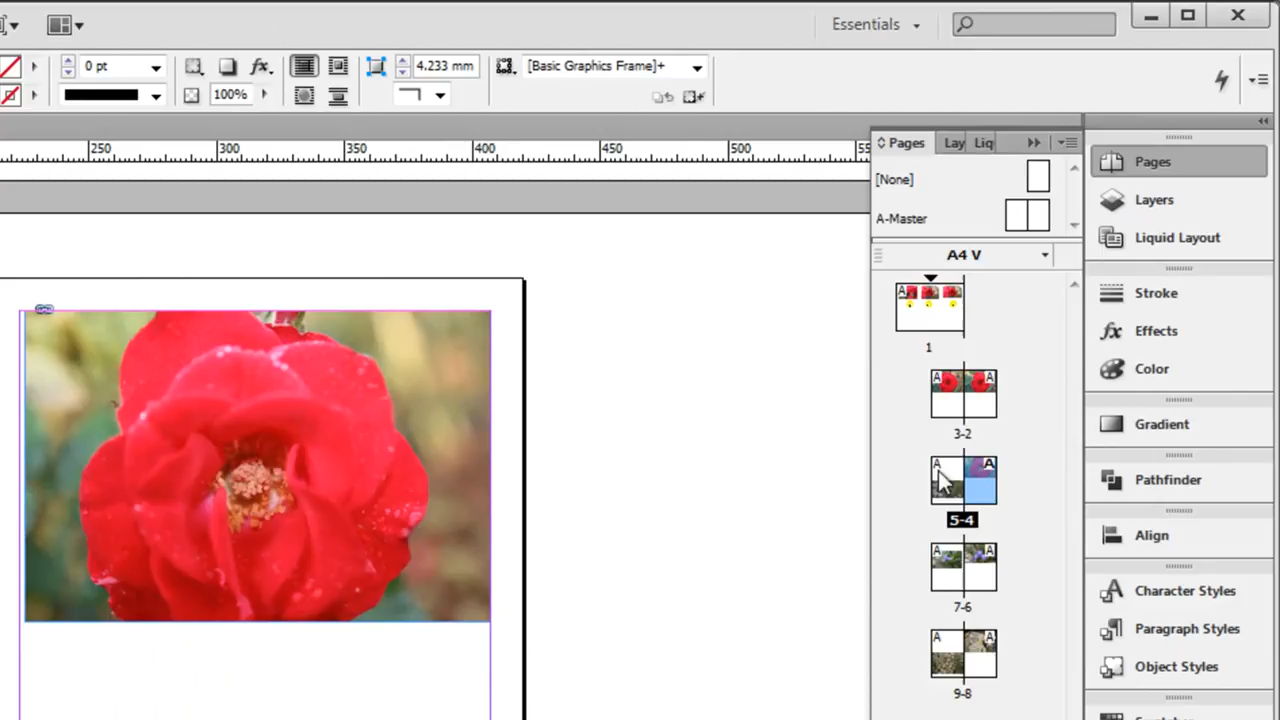 Essentials
0 pt
fx.
4.233 mm
[Basic Graphics Frame]+
100%
250
300
350
400
450
500
Pages
Lay
Liq
[None]
A-Master
A4 V
A
1
A
A
3-2
A
A
5-4
A
A
7-6
A
A
9-8
Pages
Layers
Liquid Layout
Stroke
fx
Effects
Color
Gradient
Pathfinder
Align
Character Styles
Paragraph Styles
Object Styles